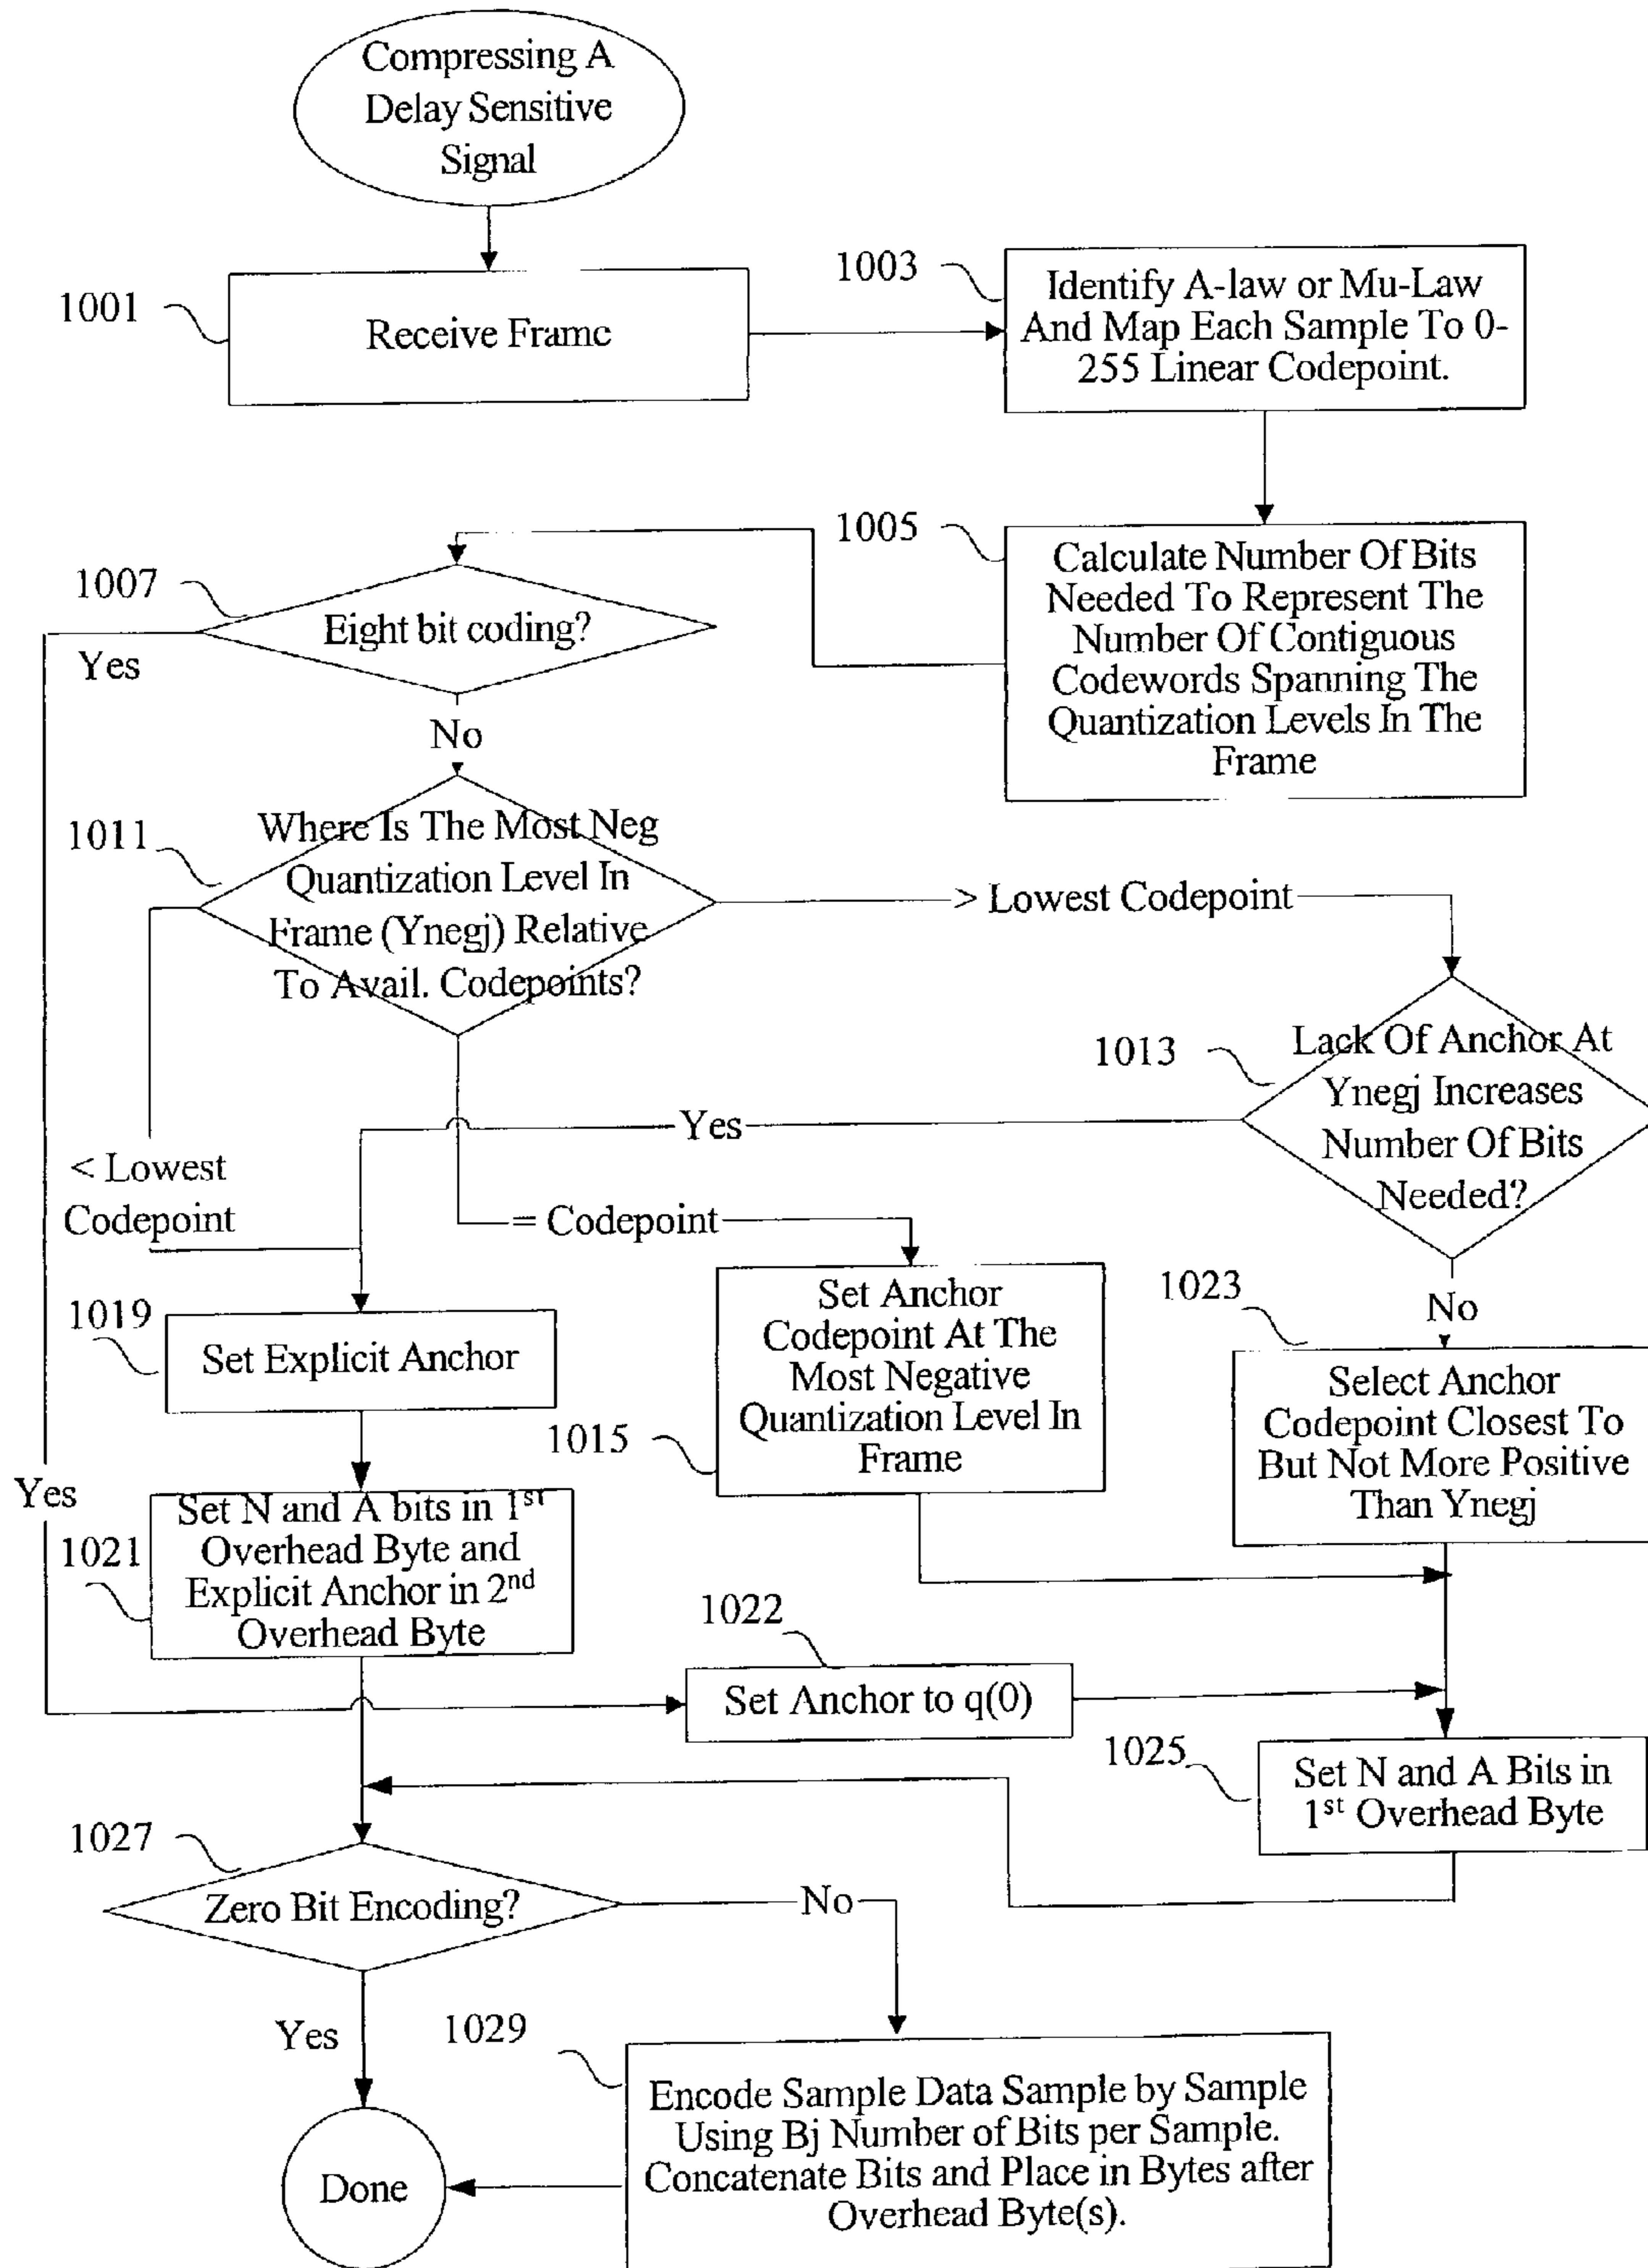 Compressing A
Delay Sensitive
Signal
1001
Receive Frame
1003
Identify A-law or Mu-Law
And Map Each Sample To 0-
255 Linear Codepoint.
1005
Calculate Number Of Bits
Needed To Represent The
Number Of Contiguous
Codewords Spanning The
Quantization Levels In The
Frame
1007
Eight bit coding?
Yes
No
1011
Where Is The Most Neg
Quantization Level In
Frame (Ynegj) Relative
To Avail. Codepoints?
> Lowest Codepoint
1013
Lack Of Anchor At
Ynegj Increases
Number Of Bits
Needed?
Yes
< Lowest
Codepoint
= Codepoint
No
1019
Set Explicit Anchor
1015
Set Anchor
Codepoint At The
Most Negative
Quantization Level In
Frame
1023
Select Anchor
Codepoint Closest To
But Not More Positive
Than Ynegj
Yes
1021
Set N and A bits in 1st
Overhead Byte and
Explicit Anchor in 2nd
Overhead Byte
1022
Set Anchor to q(0)
1025
Set N and A Bits in
1st Overhead Byte
1027
Zero Bit Encoding?
No
Yes
1029
Encode Sample Data Sample by Sample
Using Bj Number of Bits per Sample.
Concatenate Bits and Place in Bytes after
Overhead Byte(s).
Done